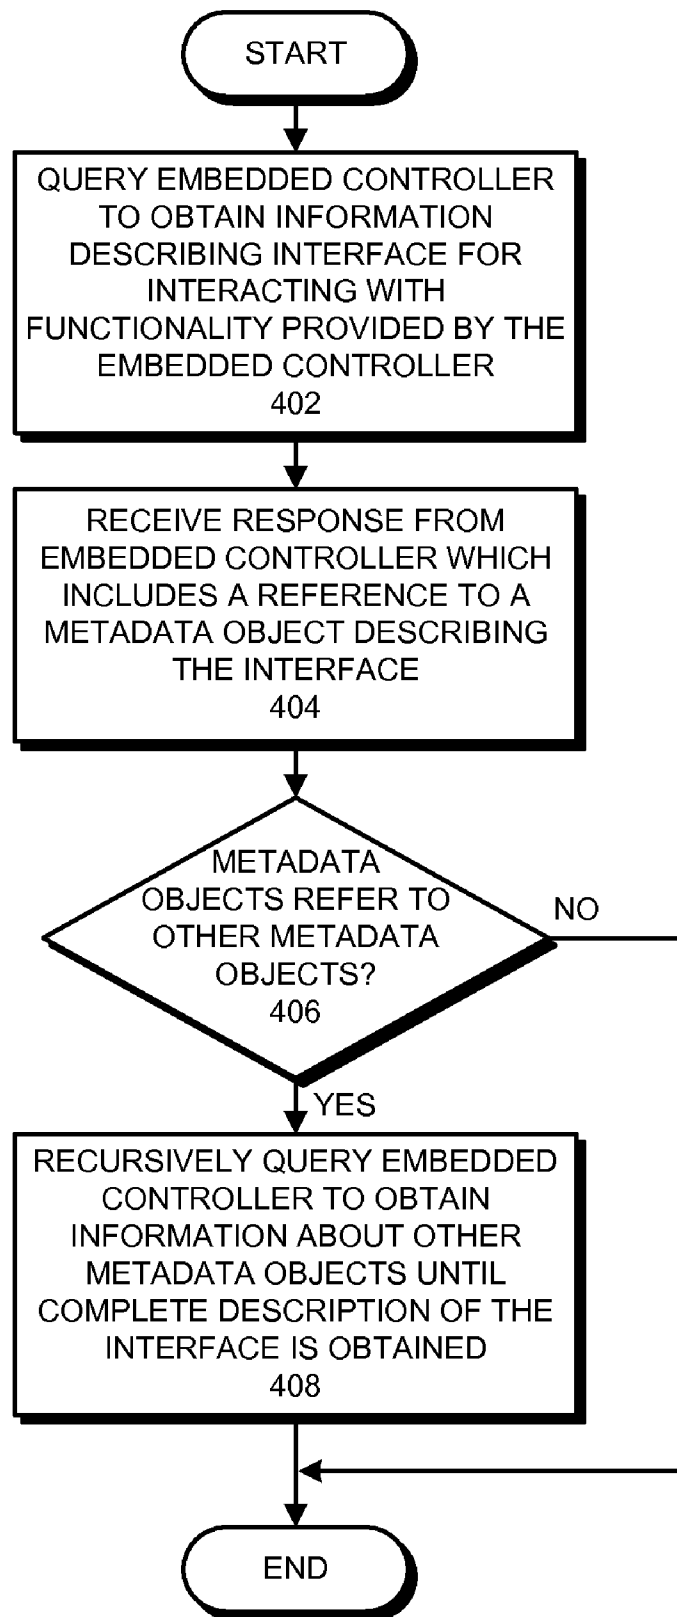 START
QUERY EMBEDDED CONTROLLER
TO OBTAIN INFORMATION
DESCRIBING INTERFACE FOR
INTERACTING WITH
FUNCTIONALITY PROVIDED BY THE
EMBEDDED CONTROLLER
402
RECEIVE RESPONSE FROM
EMBEDDED CONTROLLER WHICH
INCLUDES A REFERENCE TO A
METADATA OBJECT DESCRIBING
THE INTERFACE
404
METADATA
OBJECTS REFER TO
OTHER METADATA
OBJECTS?
406
NO
YES
RECURSIVELY QUERY EMBEDDED
CONTROLLER TO OBTAIN
INFORMATION ABOUT OTHER
METADATA OBJECTS UNTIL
COMPLETE DESCRIPTION OF THE
INTERFACE IS OBTAINED
408
END